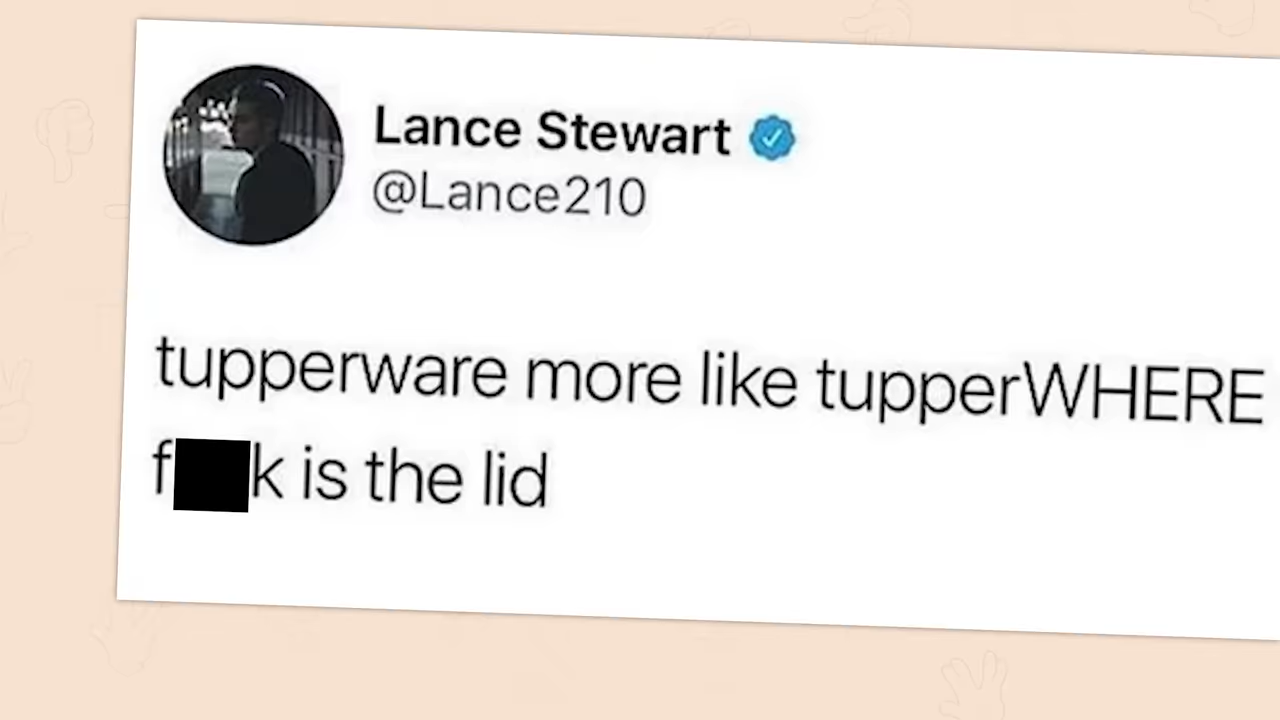 Lance Stewart
@Lance210
tupperware more like tupperWHERE
f k is the lid